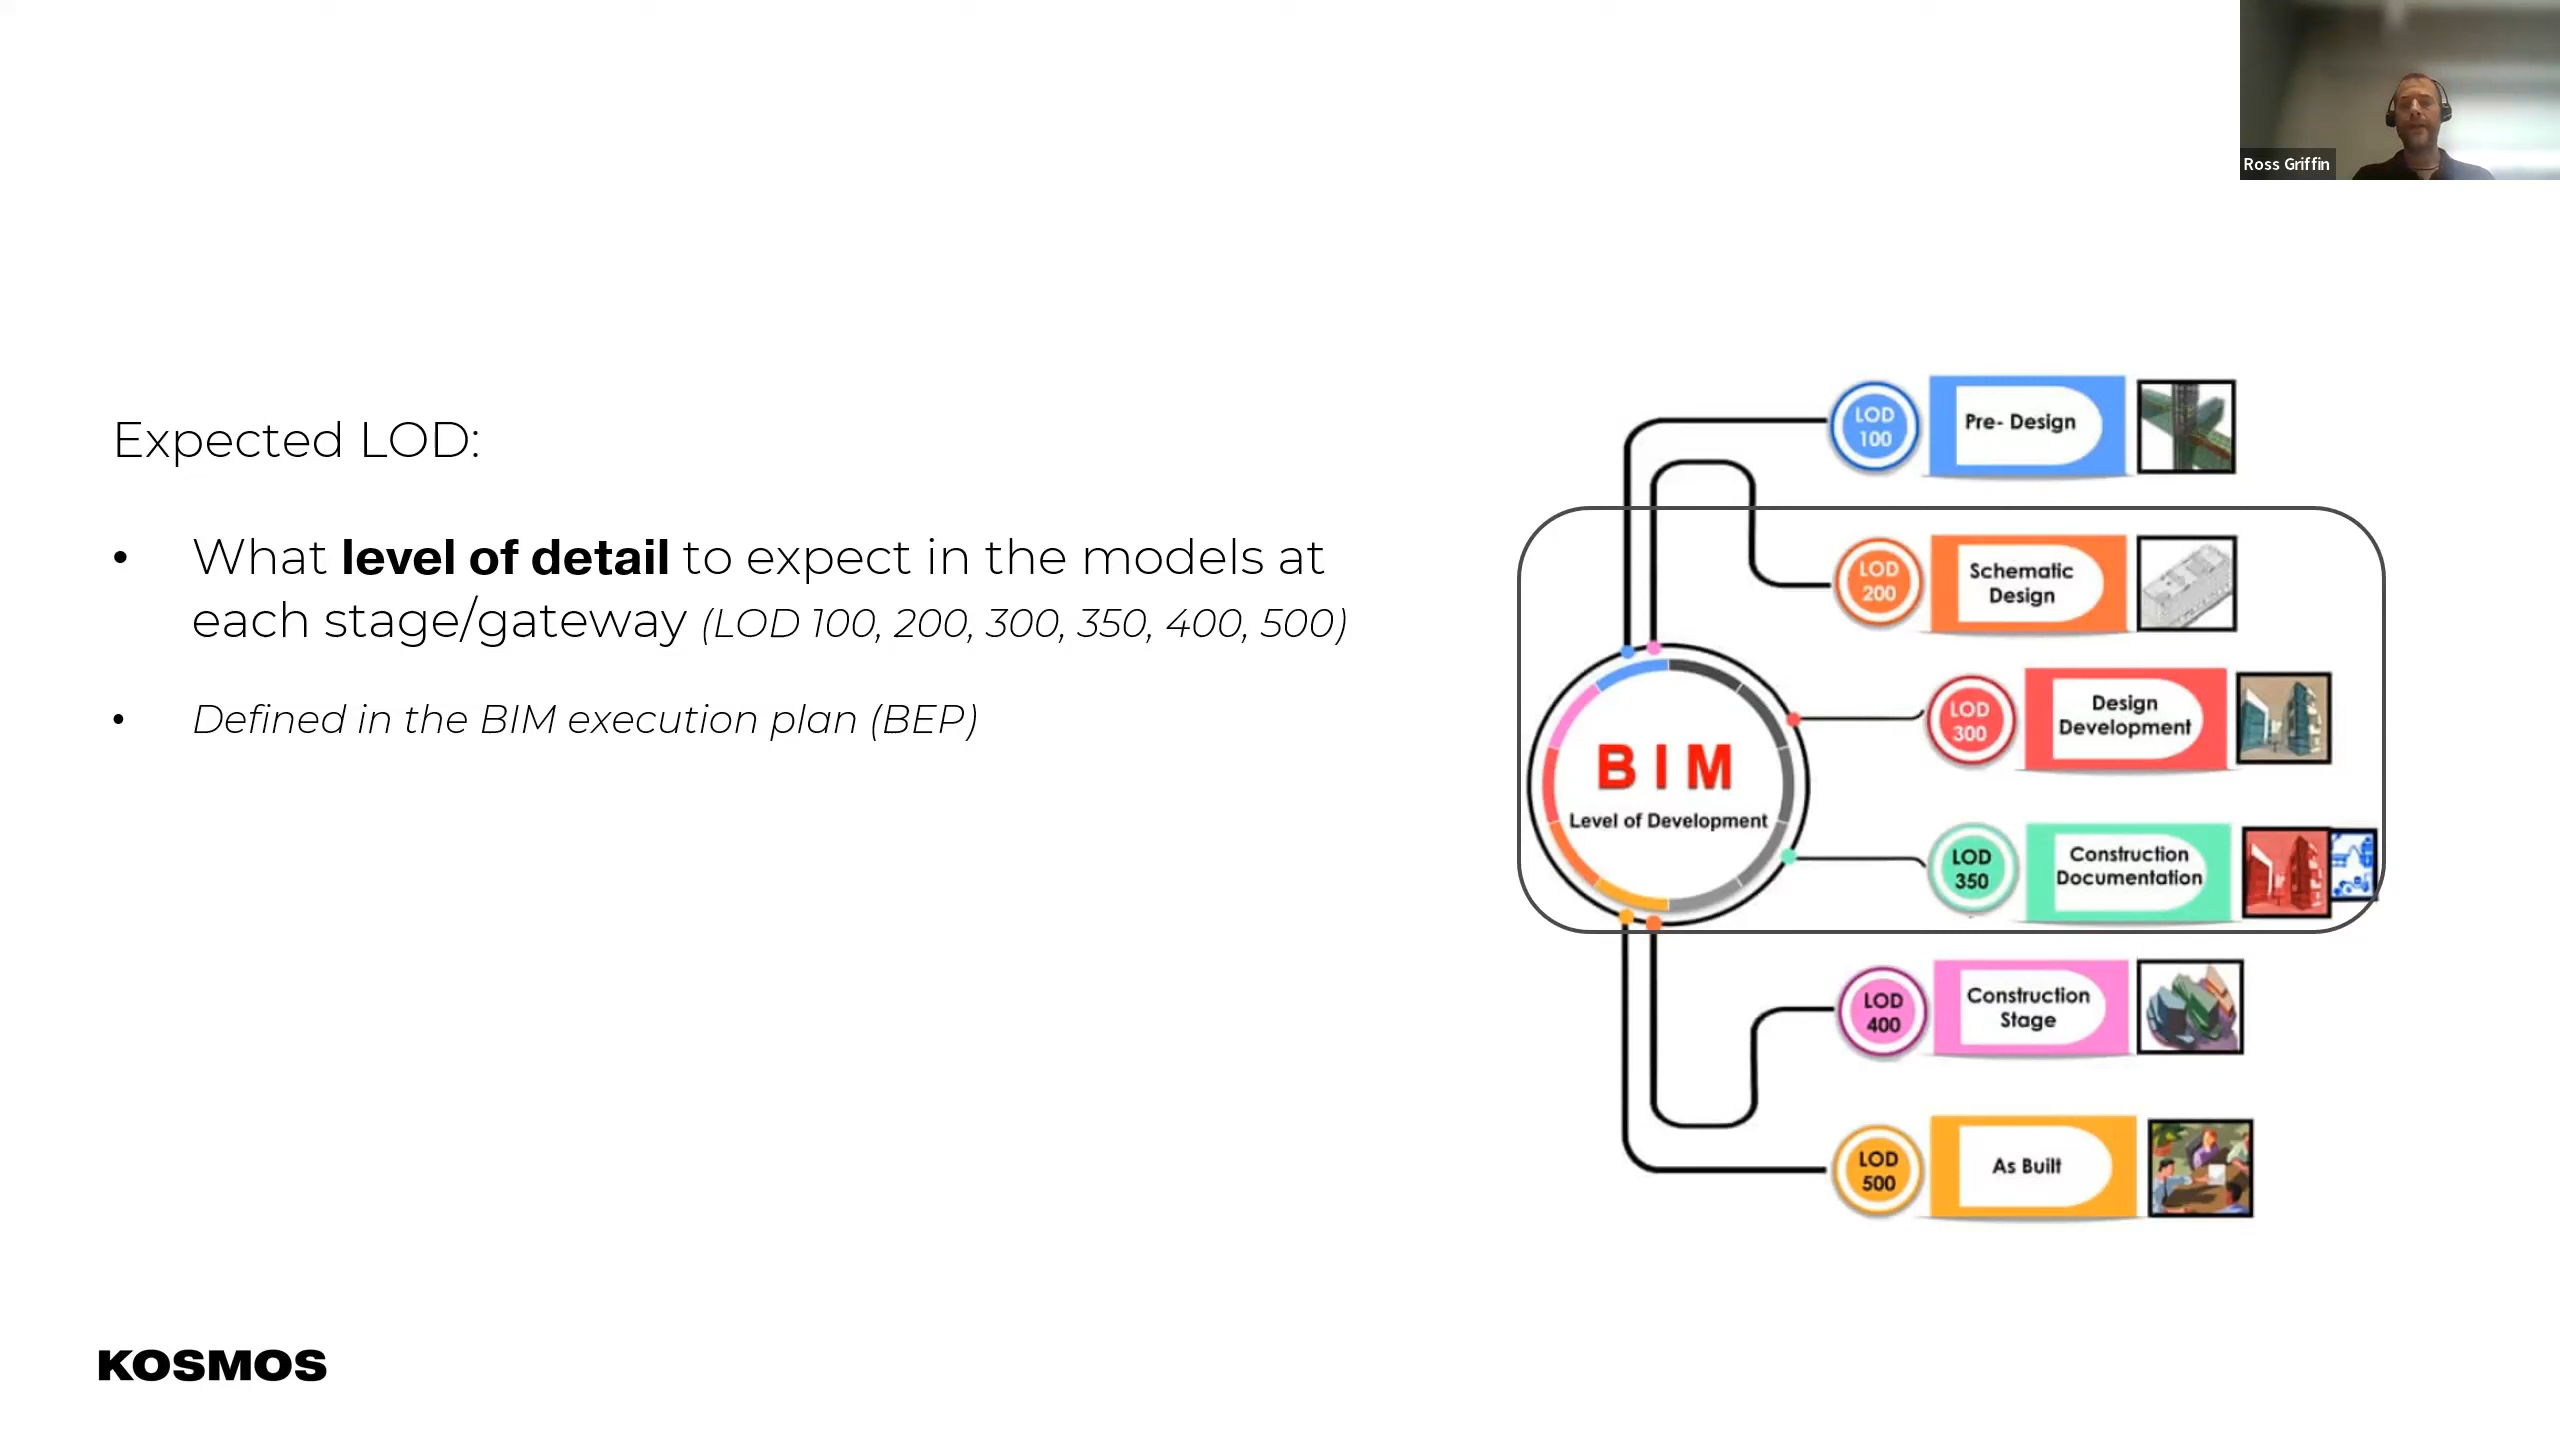 Ross Griffin
Expected LOD:
• What level of detail to expect in the models at
each stage/gateway (LOD 100, 200, 300, 350, 400, 500)
• Defined in the BIM execution plan (BEP)
LOD
100
Pre- Design
LOD
200
Schematic
Design
LOD
300
Design
Development
BIM
Level of Development
LOD
350
Construction
Documentation
LOD
400
Construction
Stage
LOD
500
As Built
KOSMOS